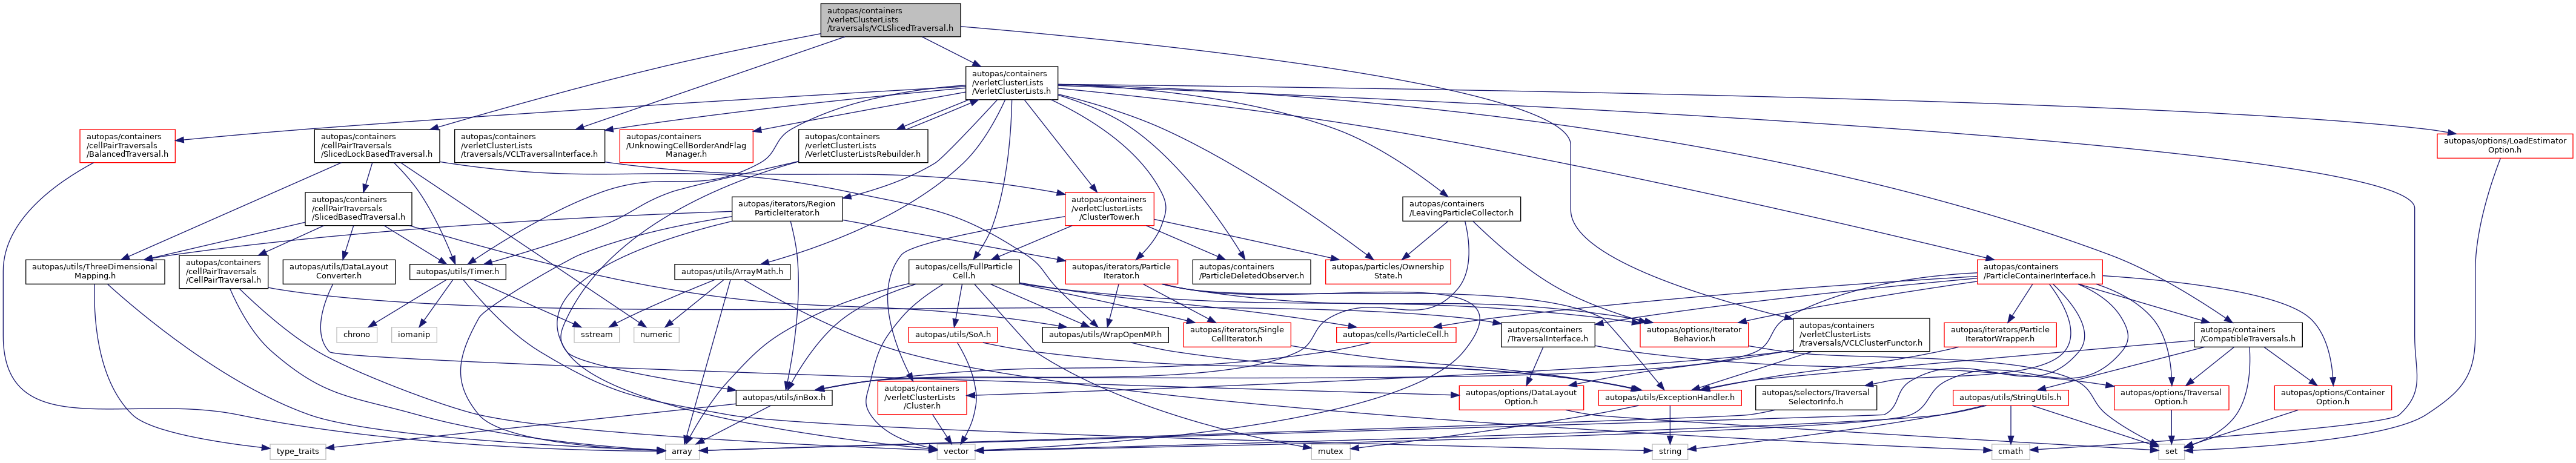 autopas/containers
/verletClusterLists
/traversals/VCLSlicedTraversal.h
autopas/containers
/verletClusterLists
/VerletClusterLists.h
autopas/containers
/cellPairTraversals
/BalancedTraversal.h
autopas/containers
/cellPairTraversals
/SlicedLockBasedTraversal.h
autopas/containers
/verletClusterLists
/traversals/VCLTraversalInterface.h
autopas/containers
/UnknowingCellBorderAndFlag
Manager.h
autopas/containers
/verletClusterLists
/VerletClusterListsRebuilder.h
autopas/options/LoadEstimator
Option.h
autopas/containers
/cellPairTraversals
/SlicedBasedTraversal.h
autopas/iterators/Region
ParticleIterator.h
autopas/containers
/verletClusterLists
/ClusterTower.h
autopas/containers
/LeavingParticleCollector.h
autopas/utils/ThreeDimensional
Mapping.h
autopas/containers
/cellPairTraversals
/CellPairTraversal.h
autopas/utils/DataLayout
Converter.h
autopas/utils/Timer.h
autopas/utils/ArrayMath.h
autopas/cells/FullParticle
Cell.h
autopas/iterators/Particle
Iterator.h
autopas/containers
/ParticleDeletedObserver.h
autopas/particles/Ownership
State.h
autopas/containers
/ParticleContainerInterface.h
chrono
iomanip
sstream
numeric
autopas/utils/SoA.h
autopas/utils/WrapOpenMP.h
autopas/iterators/Single
CellIterator.h
autopas/cells/ParticleCell.h
autopas/containers
/TraversalInterface.h
autopas/options/Iterator
Behavior.h
autopas/containers
/verletClusterLists
/traversals/VCLClusterFunctor.h
autopas/iterators/Particle
IteratorWrapper.h
autopas/containers
/CompatibleTraversals.h
autopas/utils/inBox.h
autopas/containers
/verletClusterLists
/Cluster.h
autopas/options/DataLayout
Option.h
autopas/utils/ExceptionHandler.h
autopas/selectors/Traversal
SelectorInfo.h
autopas/utils/StringUtils.h
autopas/options/Traversal
Option.h
autopas/options/Container
Option.h
type_traits
array
vector
mutex
string
cmath
set